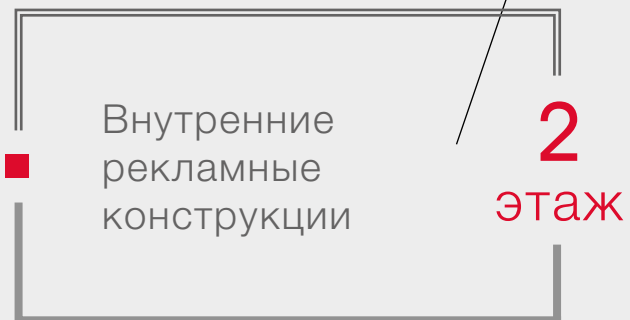 Внутренние
рекламные
конструкции
2
этаж